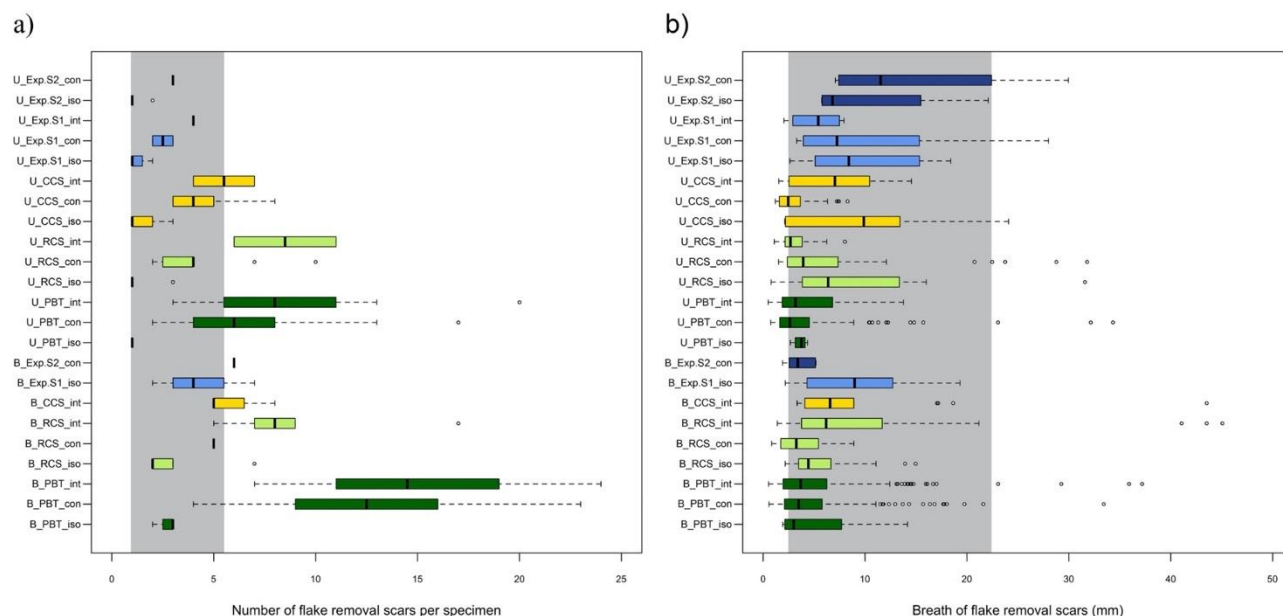 a)
U_Exp.S2_con
U_Exp.S2_iso
U_Exp.S1_int
U_Exp.S1_con
U_Exp.S1_iso
U_CCS_int
U_CCS_con
U_CCS_iso
U_RCS_int
U_RCS_con
U_RCS_iso
U_PBT_int
U_PBT_con
U_PBT_iso
B_Exp.S2_con
B_Exp.S1_iso
B_CCS_int
B_RCS_int
B_RCS_con
B_RCS_iso
B_PBT_int
B_PBT_con
B_PBT_iso
0 5 10 15 20 25
Number of flake removal scars per specimen
b)
U_Exp.S2_con
U_Exp.S2_iso
U_Exp.S1_int
U_Exp.S1_con
U_Exp.S1_iso
U_CCS_int
U_CCS_con
U_CCS_iso
U_RCS_int
U_RCS_con
U_RCS_iso
U_PBT_int
U_PBT_con
U_PBT_iso
B_Exp.S2_con
B_Exp.S1_iso
B_CCS_int
B_RCS_int
B_RCS_con
B_RCS_iso
B_PBT_int
B_PBT_con
B_PBT_iso
0 10 20 30 40 50
Breath of flake removal scars (mm)